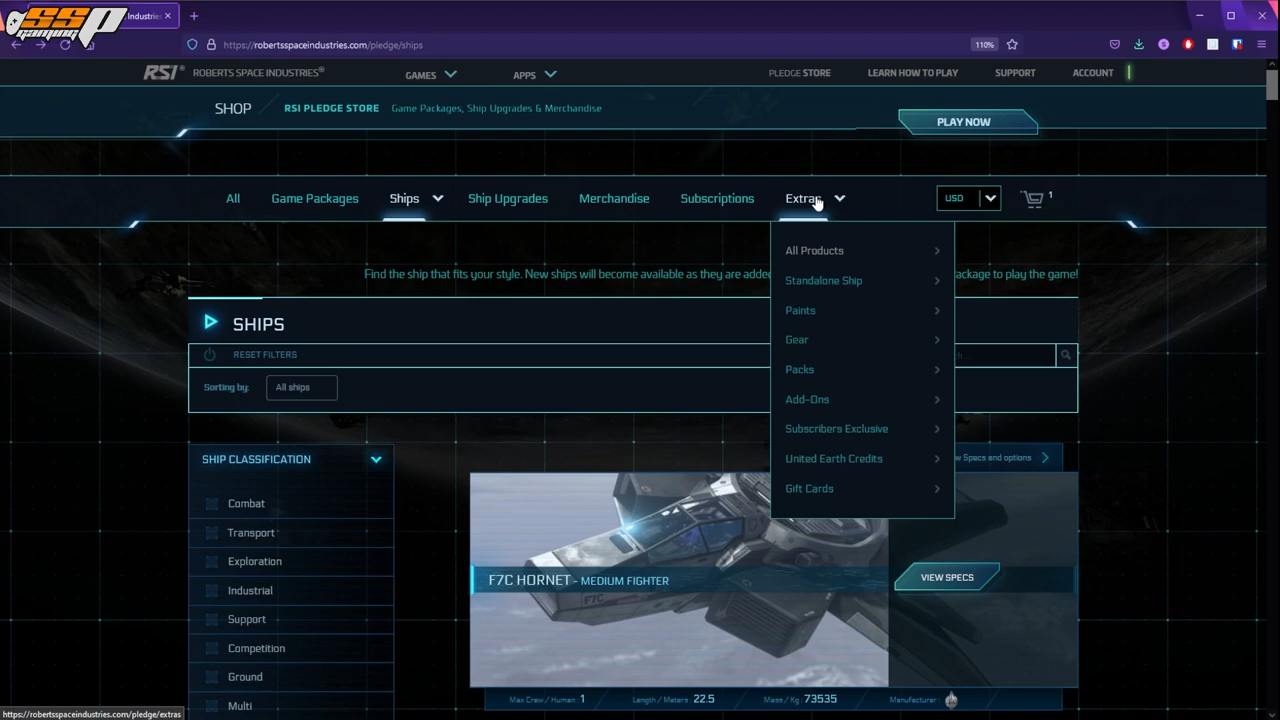 SSP
GAMING
Industries
https://robertsspaceindustries.com/pledge/ships
110%
RSI® ROBERTS SPACE INDUSTRIES®
GAMES
APPS
PLEDGE STORE
LEARN HOW TO PLAY
SUPPORT
ACCOUNT
SHOP
RSI PLEDGE STORE
Game Packages, Ship Upgrades & Merchandise
PLAY NOW
All
Game Packages
Ships
Ship Upgrades
Merchandise
Subscriptions
Extras
USD
1
All Products
Standalone Ship
Paints
Gear
Packs
Add-Ons
Subscribers Exclusive
United Earth Credits
Gift Cards
Find the ship that fits your style. New ships will become available as they are added package to play the game!
SHIPS
RESET FILTERS
Sorting by:
All ships
SHIP CLASSIFICATION
Combat
Transport
Exploration
Industrial
Support
Competition
Ground
Multi
Specs and options
F7C HORNET - MEDIUM FIGHTER
VIEW SPECS
F7C
Max Crew / Human : 1
Length / Meters : 22.5
Mass / Kg : 73535
Manufacturer :
https://robertsspaceindustries.com/pledge/extras